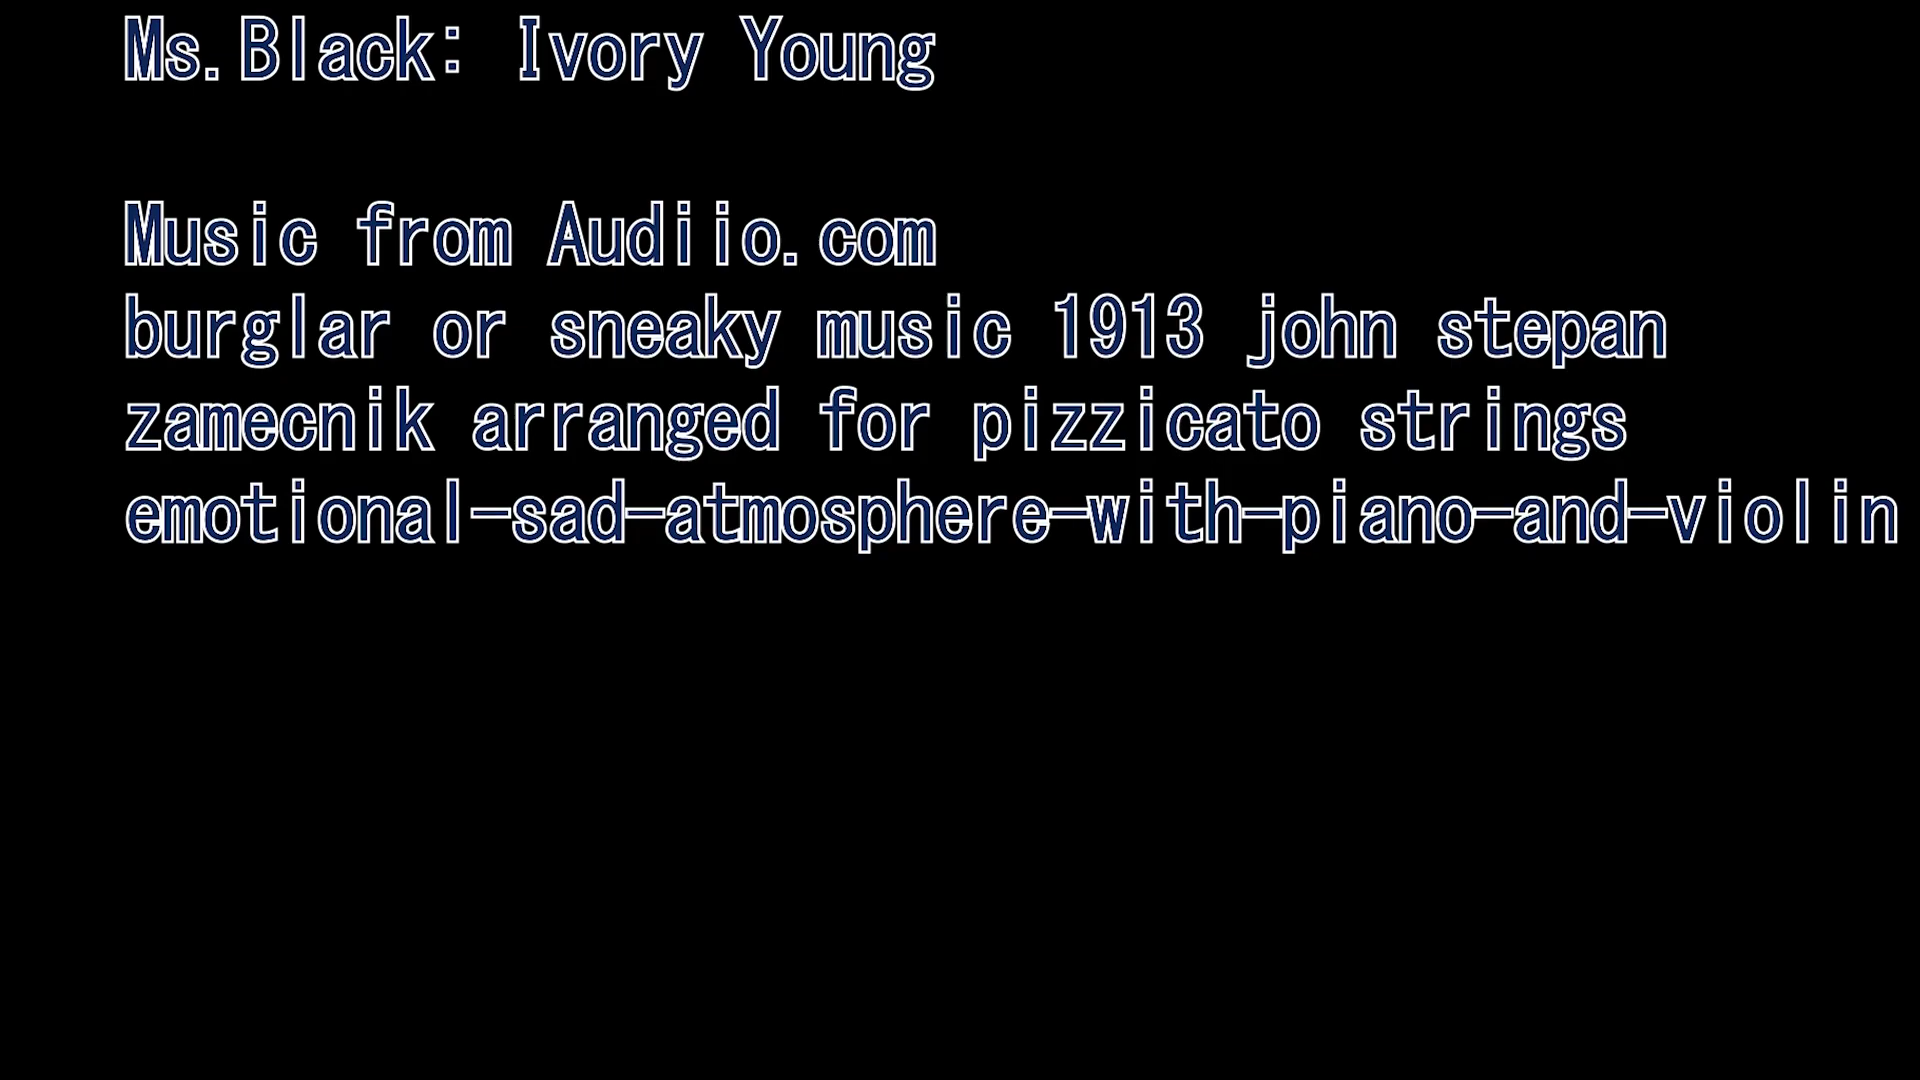 Ms.Black: Ivory Young
Music from Audiio.com
burglar or sneaky music 1913 john stepan
zamecnik arranged for pizzicato strings
emotional-sad-atmosphere-with-piano-and-violin